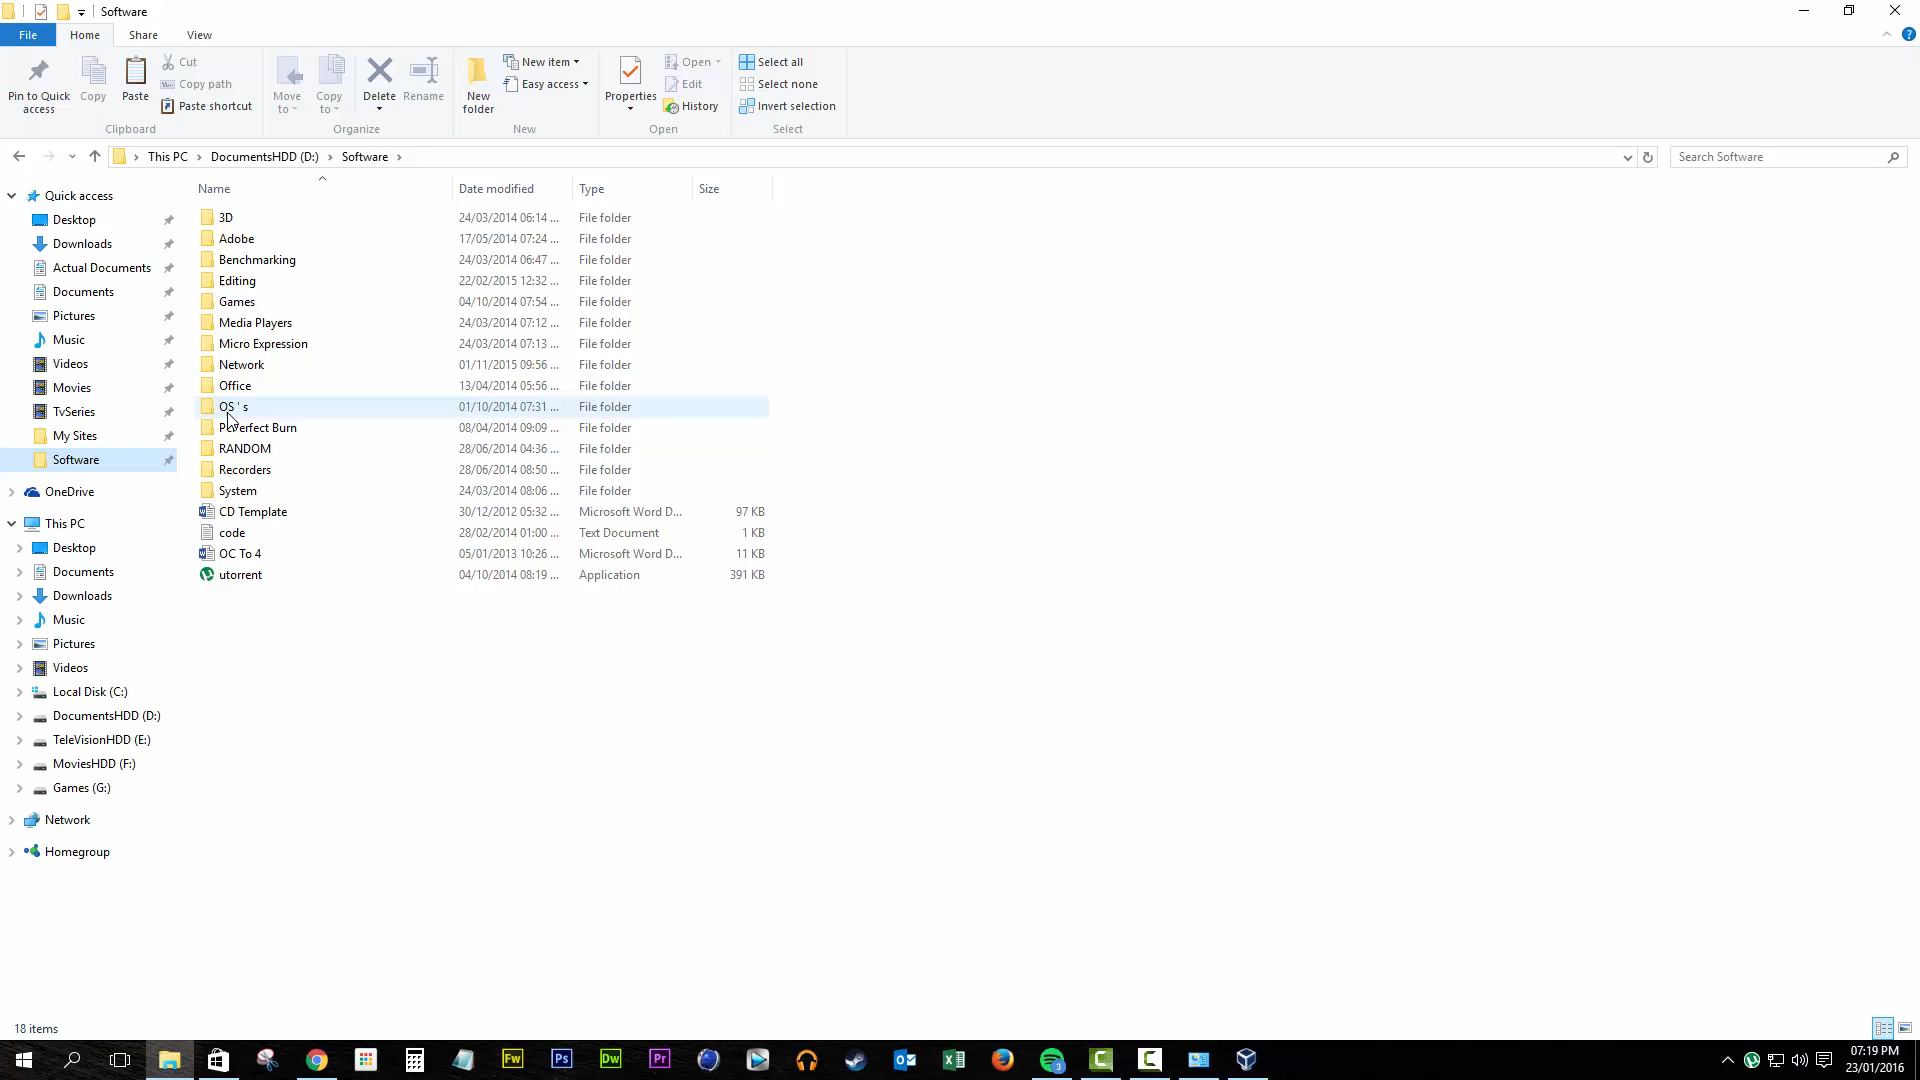 Software
File Home Share View
Pin to Quick access
Copy
Paste
Cut
Copy path
Paste shortcut
Move to
Copy to
Delete
Rename
New folder
New item
Easy access
Properties
Open
Edit
History
Select all
Select none
Invert selection
Clipboard Organize New Open Select
This PC DocumentsHDD (D:) Software
Search Software
Name Date modified Type Size
3D 24/03/2014 06:14 ... File folder
Adobe 17/05/2014 07:24 ... File folder
Benchmarking 24/03/2014 06:47 ... File folder
Editing 22/02/2015 12:32 ... File folder
Games 04/10/2014 07:54 ... File folder
Media Players 24/03/2014 07:12 ... File folder
Micro Expression 24/03/2014 07:13 ... File folder
Network 01/11/2015 09:56 ... File folder
Office 13/04/2014 05:56 ... File folder
OS ' s 01/10/2014 07:31 ... File folder
Burn 08/04/2014 09:09 ... File folder
RANDOM 28/06/2014 04:36 ... File folder
Recorders 28/06/2014 08:50 ... File folder
System 24/03/2014 08:06 ... File folder
CD Template 30/12/2012 05:32 ... Microsoft Word D... 97 KB
code 28/02/2014 01:00 ... Text Document 1 KB
OC To 4 05/01/2013 10:26 ... Microsoft Word D... 11 KB
utorrent 04/10/2014 08:19 ... Application 391 KB
Quick access
Desktop
Downloads
Actual Documents
Documents
Pictures
Music
Videos
Movies
TvSeries
My Sites
Software
OneDrive
This PC
Desktop
Documents
Downloads
Music
Pictures
Videos
Local Disk (C:)
DocumentsHDD (D:)
TeleVisionHDD (E:)
MoviesHDD (F:)
Games (G:)
Network
Homegroup
18 items
Fw Ps Dw Pr
3
07:19 PM
23/01/2016